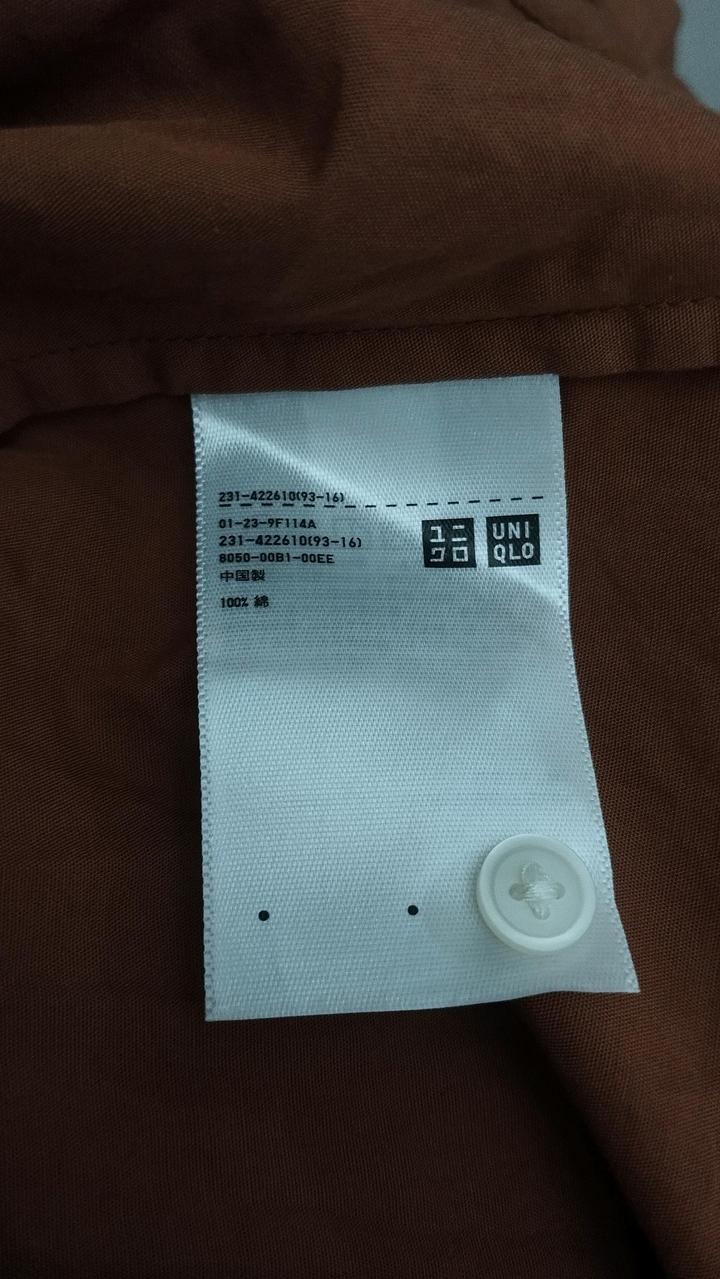 231-422610(93-16)
01-23-9F114A
231-422610(93-16)
8050-00B1-00EE
中国製
100% 綿
ユニ
クロ
UNI
QLO